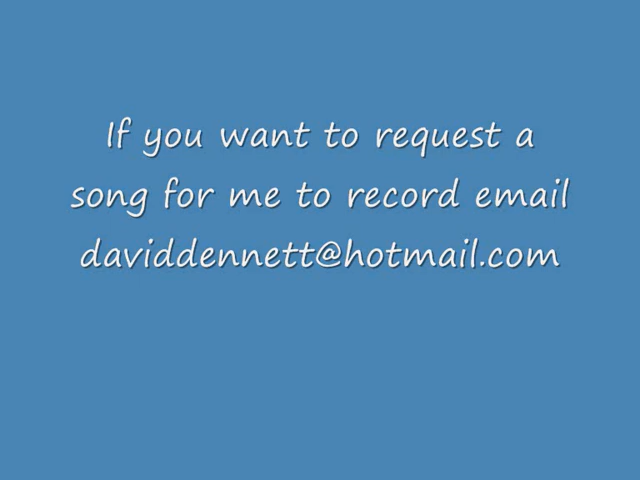 If you want to request a
song for me to record email
daviddennett@hotmail.com